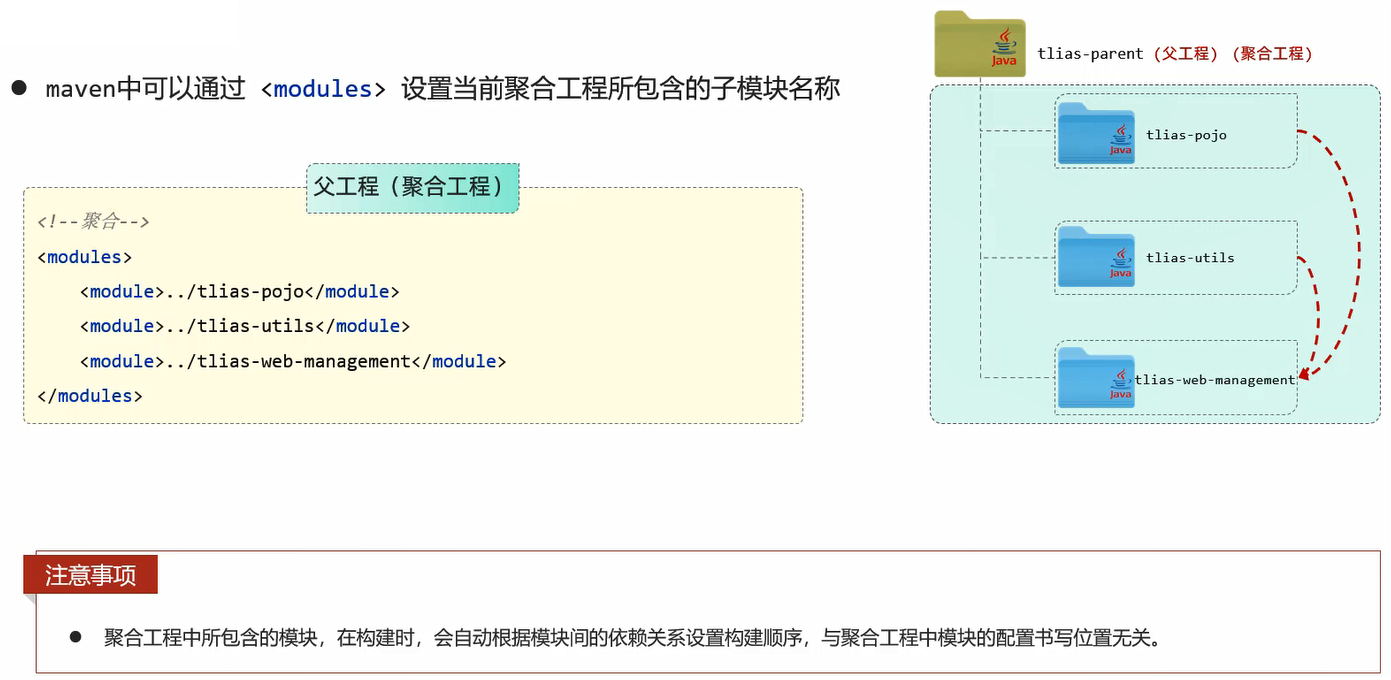 maven中可以通过 <modules> 设置当前聚合工程所包含的子模块名称
父工程（聚合工程）
<!--聚合-->
<modules>
    <module>../tlias-pojo</module>
    <module>../tlias-utils</module>
    <module>../tlias-web-management</module>
</modules>
Java
tlias-parent（父工程）（聚合工程）
Java
tlias-pojo
Java
tlias-utils
Java
tlias-web-management
注意事项
聚合工程中所包含的模块，在构建时，会自动根据模块间的依赖关系设置构建顺序，与聚合工程中模块的配置书写位置无关。